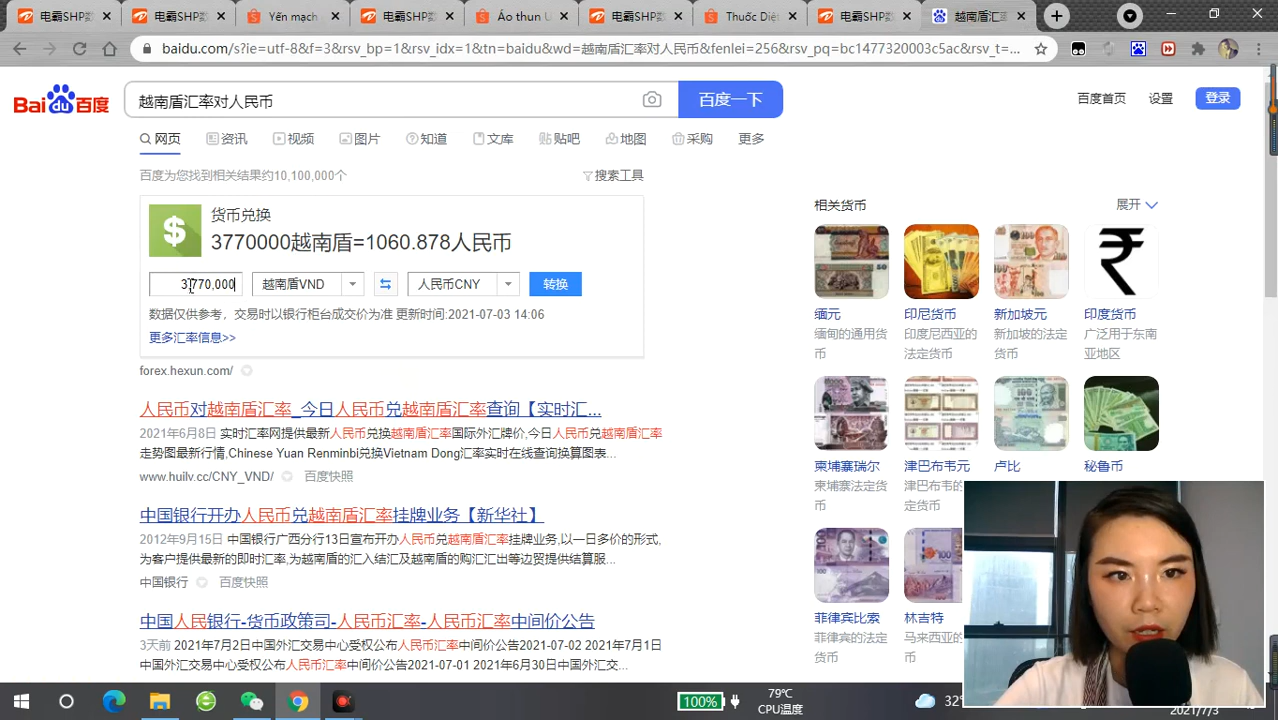 电霸SHP数
电霸SHP数
Yến mạch
电霸SHP数
Áo thun U
电霸SHP数
Thuốc Diệt
电霸SHP数
越南盾汇率
baidu.com/s?ie=utf-8&f=3&rsv_bp=1&rsv_idx=1&tn=baidu&wd=越南盾汇率对人民币&fenlei=256&rsv_pq=bc1477320003c5ac&rsv_t=...
Bai du 百度
越南盾汇率对人民币
百度一下
百度首页
设置
登录
网页
资讯
视频
图片
知道
文库
贴吧
地图
采购
更多
百度为您找到相关结果约10,100,000个
搜索工具
货币兑换
3770000越南盾=1060.878人民币
3770,000
越南盾VND
人民币CNY
转换
数据仅供参考，交易时以银行柜台成交价为准 更新时间:2021-07-03 14:06
更多汇率信息>>
forex.hexun.com/
人民币对越南盾汇率_今日人民币兑越南盾汇率查询【实时汇...
2021年6月8日 实时汇率网提供最新人民币兑换越南盾汇率国际外汇牌价,今日人民币兑越南盾汇率
走势图最新行情,Chinese Yuan Renminbi兑换Vietnam Dong汇率实时在线查询换算图表...
www.huilv.cc/CNY_VND/
百度快照
中国银行开办人民币兑越南盾汇率挂牌业务【新华社】
2012年9月15日 中国银行广西分行13日宣布开办人民币兑越南盾汇率挂牌业务,以一日多价的形式,
为客户提供最新的即时汇率,为越南盾的汇入结汇及越南盾的购汇汇出等边贸提供结算服...
中国银行
百度快照
中国人民银行-货币政策司-人民币汇率-人民币汇率中间价公告
3天前 2021年7月2日中国外汇交易中心受权公布人民币汇率中间价公告2021-07-02 2021年7月1日
中国外汇交易中心受权公布人民币汇率中间价公告2021-07-01 2021年6月30日中国外汇交...
相关货币
展开
缅元
缅甸的通用货
币
印尼货币
印度尼西亚的
法定货币
新加坡元
新加坡的法定
货币
印度货币
广泛用于东南
亚地区
柬埔寨瑞尔
柬埔寨法定货
币
津巴布韦元
津巴布韦的
定货币
卢比
秘鲁币
菲律宾比索
菲律宾的法定
货币
林吉特
马来西亚的
货币
100%
79℃
CPU温度
32°
2021/7/3